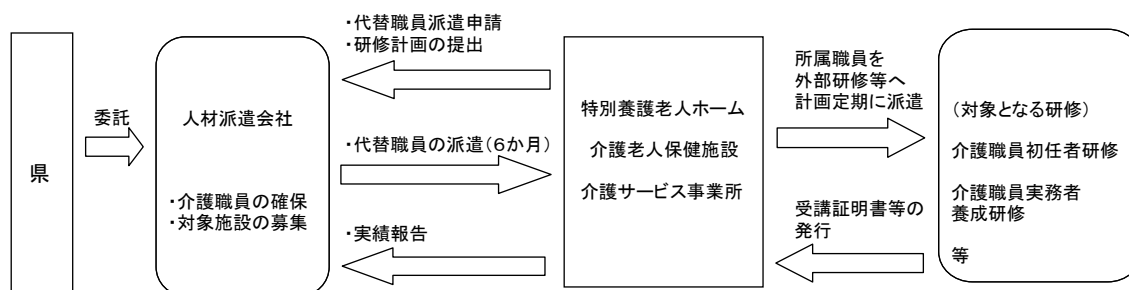 県
委託
人材派遣会社
・介護職員の確保
・対象施設の募集
・代替職員派遣申請
・研修計画の提出
・代替職員の派遣(6か月)
・実績報告
特別養護老人ホーム
介護老人保健施設
介護サービス事業所
所属職員を
外部研修等へ
計画定期に派遣
受講証明書等の
発行
(対象となる研修)
介護職員初任者研修
介護職員実務者
養成研修
等